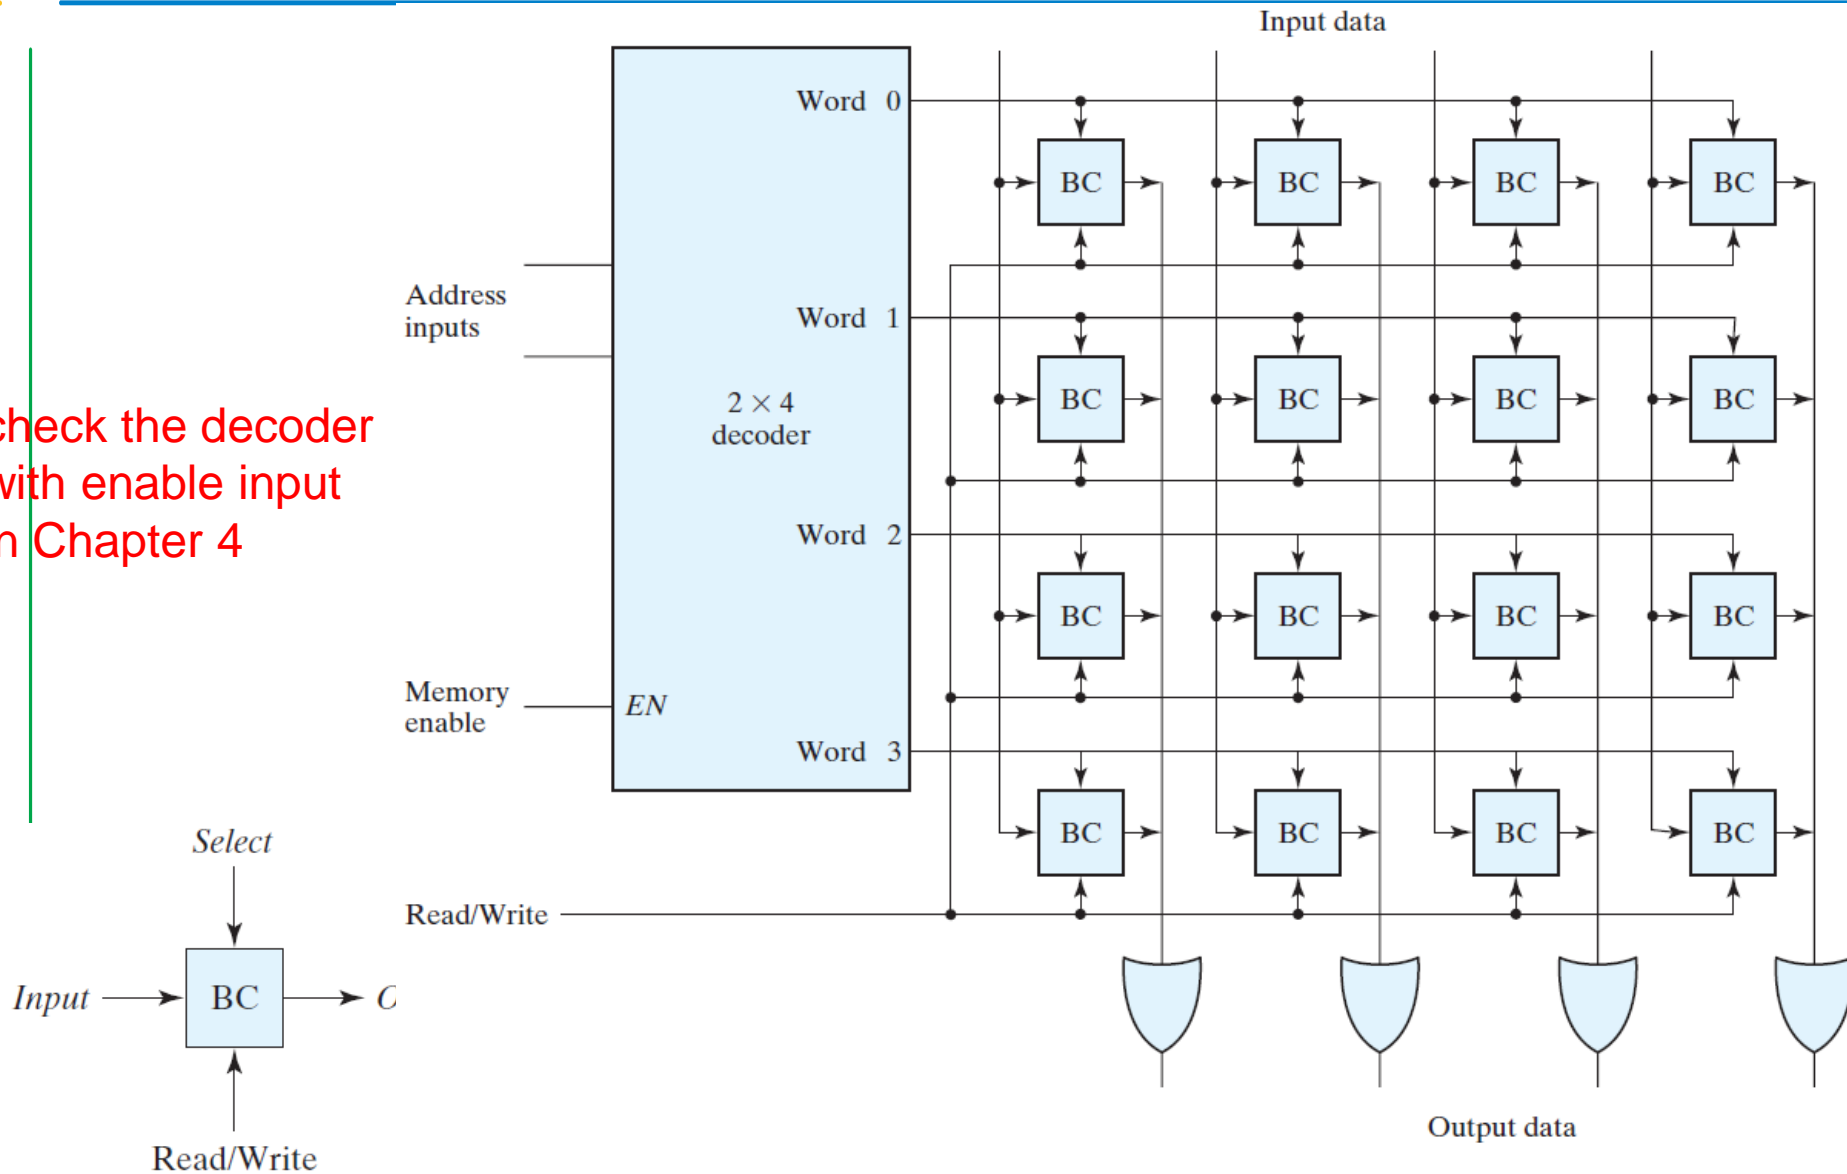 Input data
Word 0
BC BC BC BC
Address
inputs
Word 1
BC BC BC BC
2 × 4
decoder
check the decoder
with enable input
n Chapter 4
Word 2
BC BC BC BC
Memory
enable
EN
Word 3
BC BC BC BC
Read/Write
Select
Input
BC
O
Read/Write
Output data